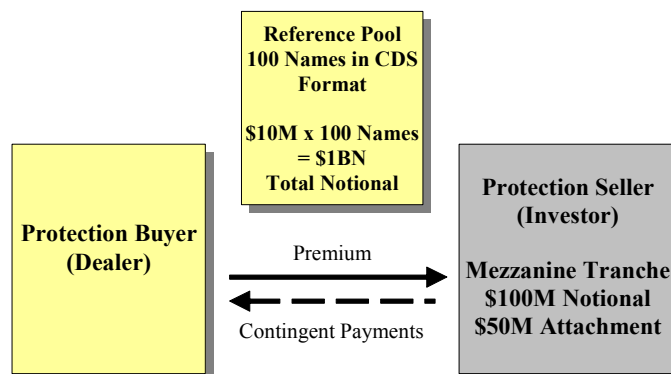 Reference Pool
100 Names in CDS
Format
$10M x 100 Names
= $1BN
Total Notional
Protection Buyer
(Dealer)
Premium
Contingent Payments
Protection Seller
(Investor)
Mezzanine Tranche
$100M Notional
$50M Attachment